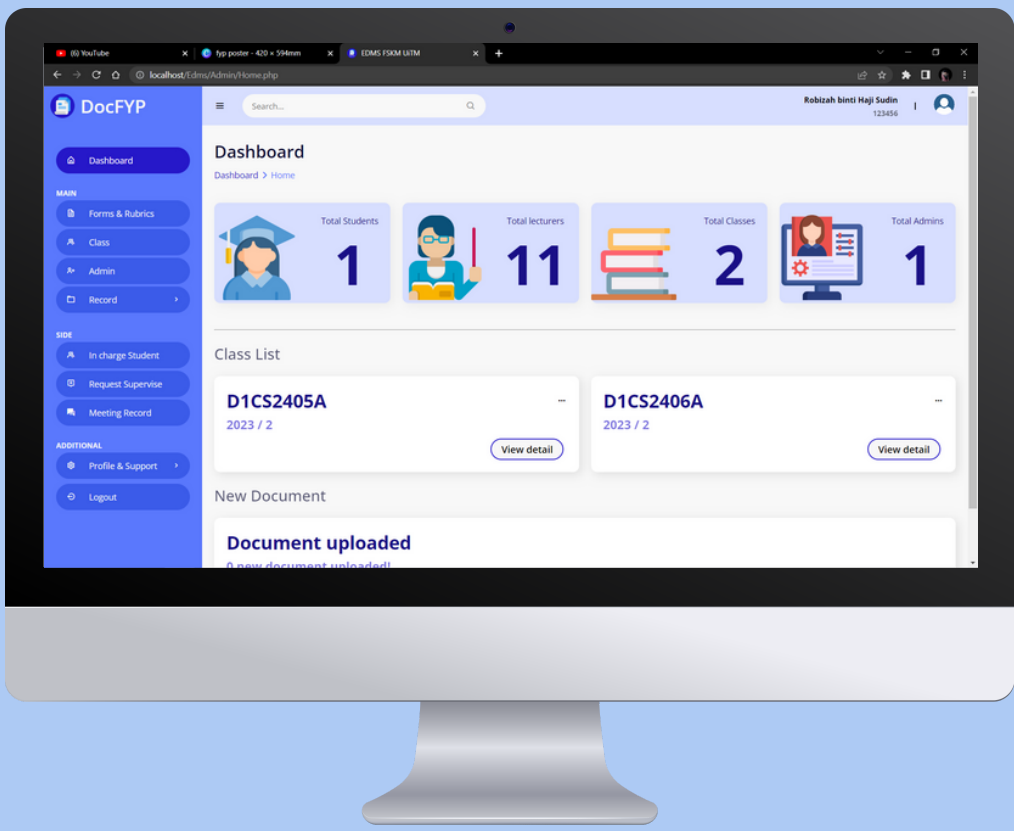 (6) YouTube
fyp poster - 420 × 594mm
EDMS FSKM UiTM
localhost/Edms/Admin/Home.php
DocFYP
Search...
Robizah binti Haji Sudin
123456
Dashboard
MAIN
Forms & Rubrics
Class
Admin
Record
SIDE
In charge Student
Request Supervise
Meeting Record
ADDITIONAL
Profile & Support
Logout
Dashboard
Dashboard > Home
Total Students
1
Total lecturers
11
Total Classes
2
Total Admins
1
Class List
D1CS2405A
2023 / 2
View detail
D1CS2406A
2023 / 2
View detail
New Document
Document uploaded
0 new document uploaded!